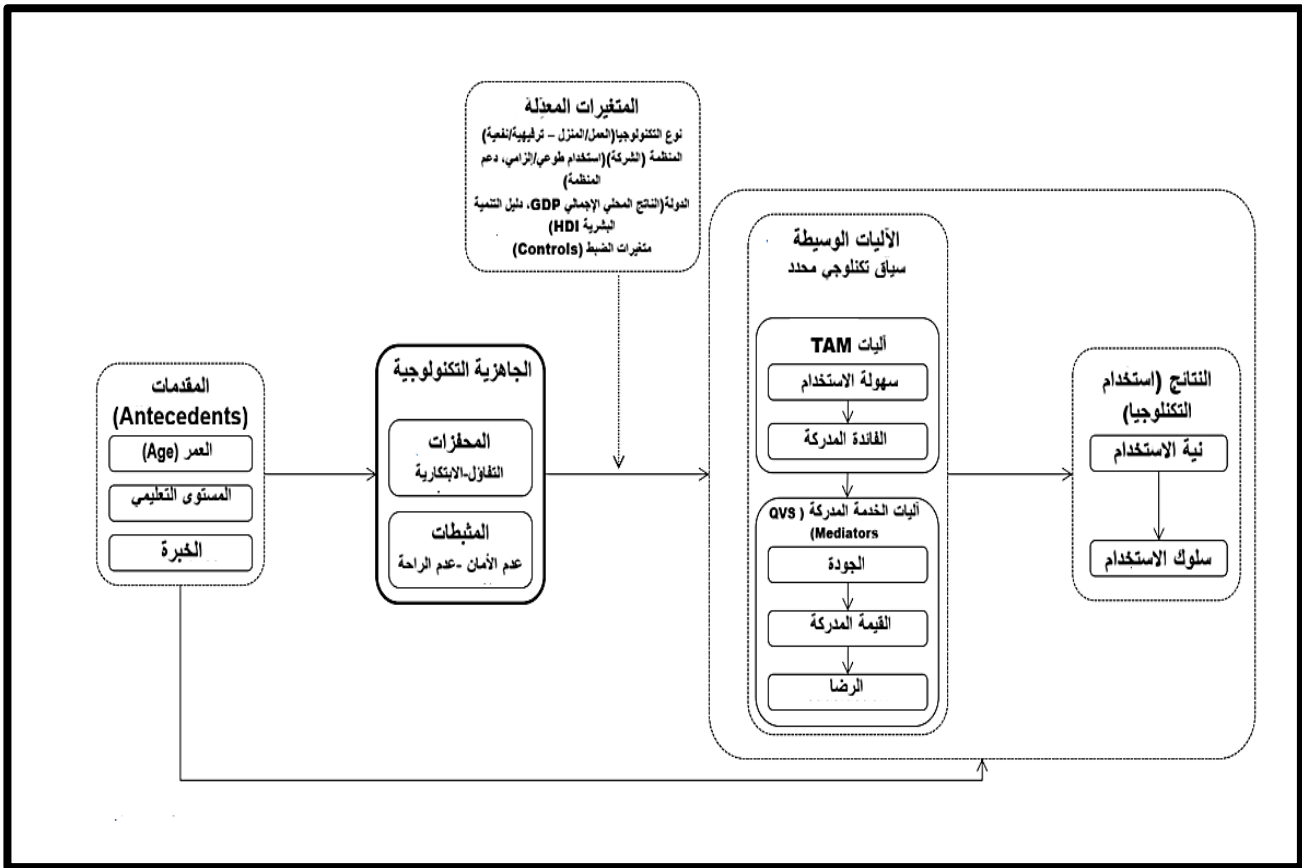 المتغيرات المعدّلة
نوع التكنولوجيا(العمل/المنزل – ترفيهية/نفعية)
المنظمة (الشركة)(استخدام طوعي/إلزامي، دعم
المنظمة)
الدولة(الناتج المحلي الإجمالي GDP، دليل التنمية
البشرية HDI)
متغيرات الضبط (Controls)
المقدمات
(Antecedents)
العمر (Age)
المستوى التعليمي
الخبرة
الجاهزية التكنولوجية
المحفزات
التفاؤل-الابتكارية
المثبطات
عدم الأمان -عدم الراحة
الآليات الوسيطة
سياق تكنلوجي محدد
آليات TAM
سهولة الاستخدام
الفائدة المدركة
آليات الخدمة المدركة ( QVS
Mediators)
الجودة
القيمة المدركة
الرضا
النتائج (استخدام
التكنلوجيا)
نية الاستخدام
سلوك الاستخدام